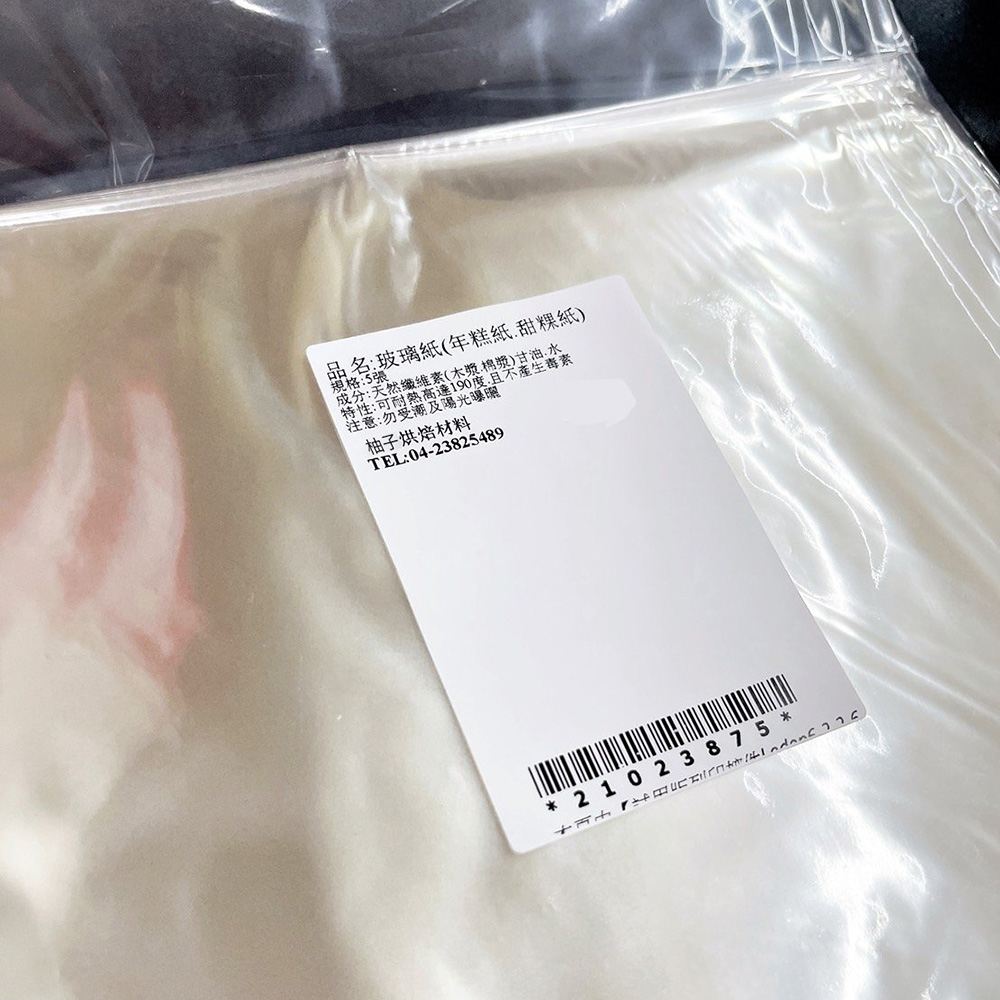 品 名:玻璃紙(年糕紙.甜粿紙)
規格:5張
成分:天然纖維素(木漿.棉漿)甘油.水
特性:可耐熱高達190度.且不產生毒素
注意:勿受潮及陽光曝曬
柚子烘焙材料
TEL:04-23825489
*21023875*